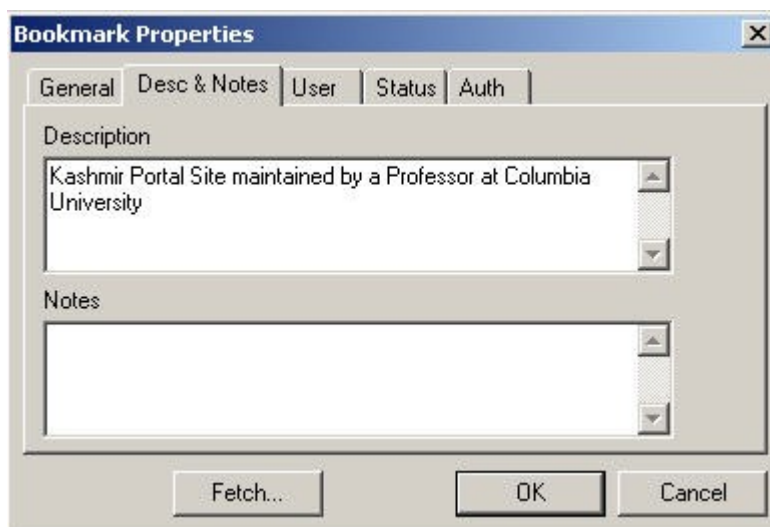 Bookmark Properties
General Desc & Notes User Status Auth
Description
Kashmir Portal Site maintained by a Professor at Columbia
University
Notes
Fetch... OK Cancel